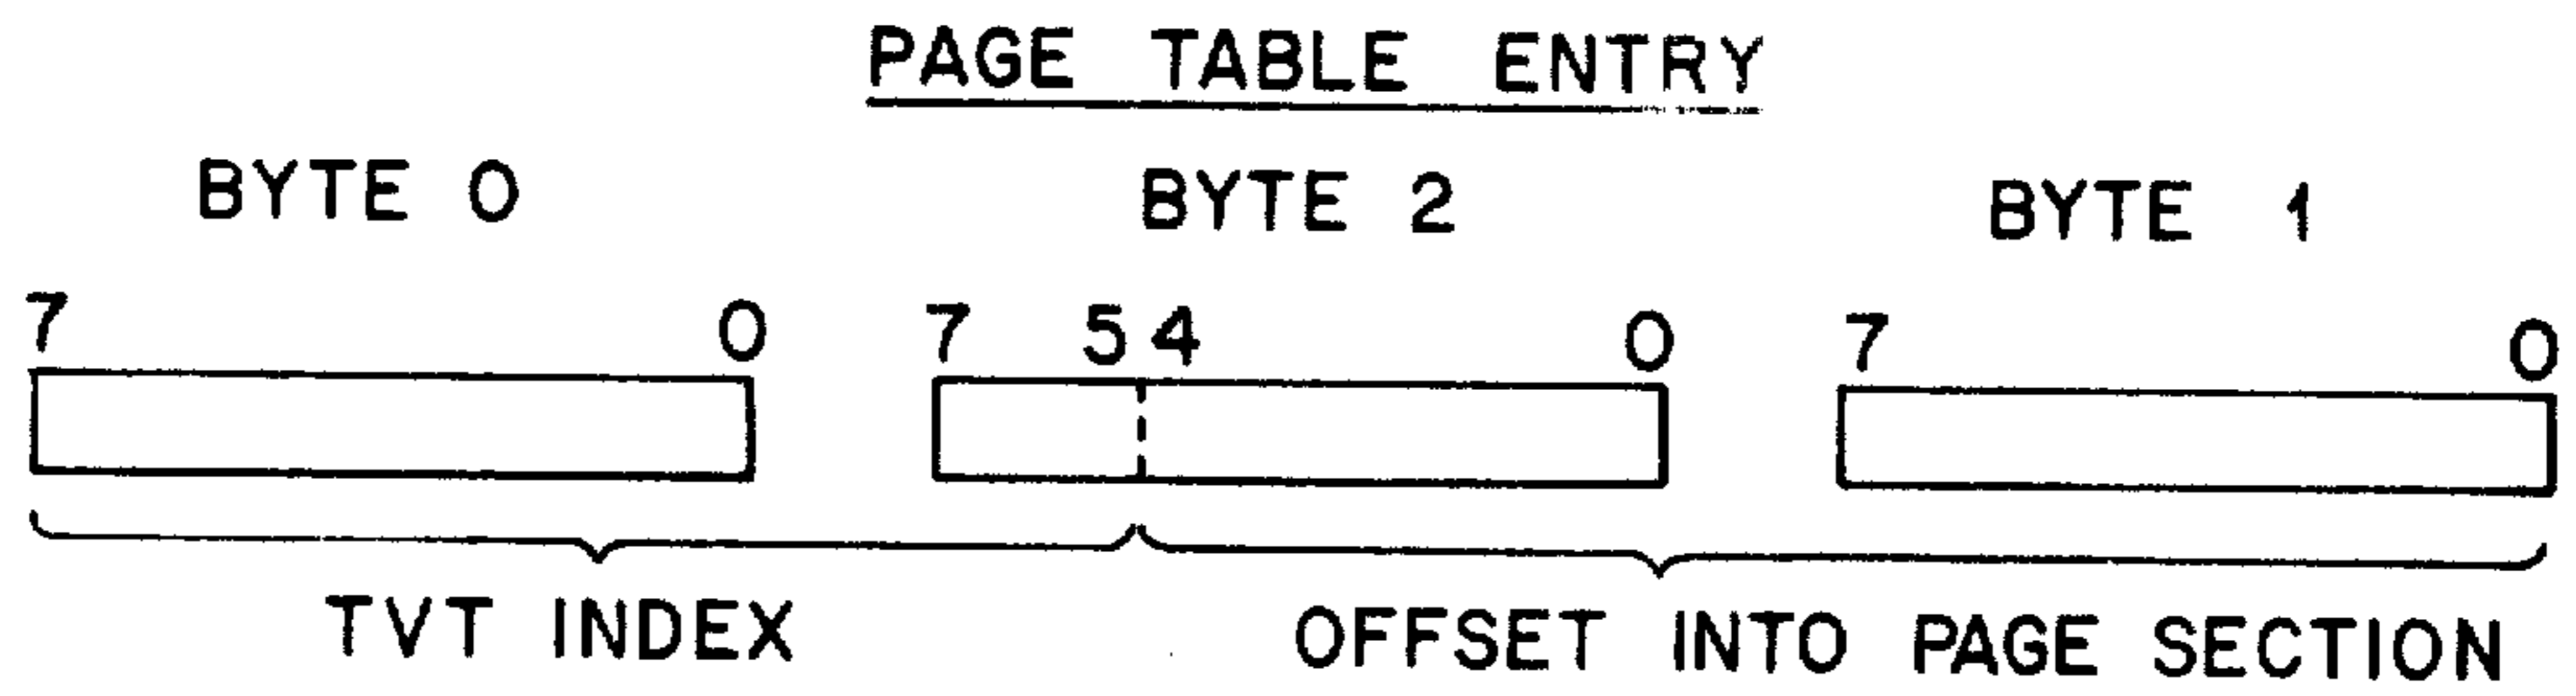 PAGE TABLE ENTRY
BYTE 0 BYTE 2 BYTE 1
7 0 7 5 4 0 7 0
TVT INDEX OFFSET INTO PAGE SECTION